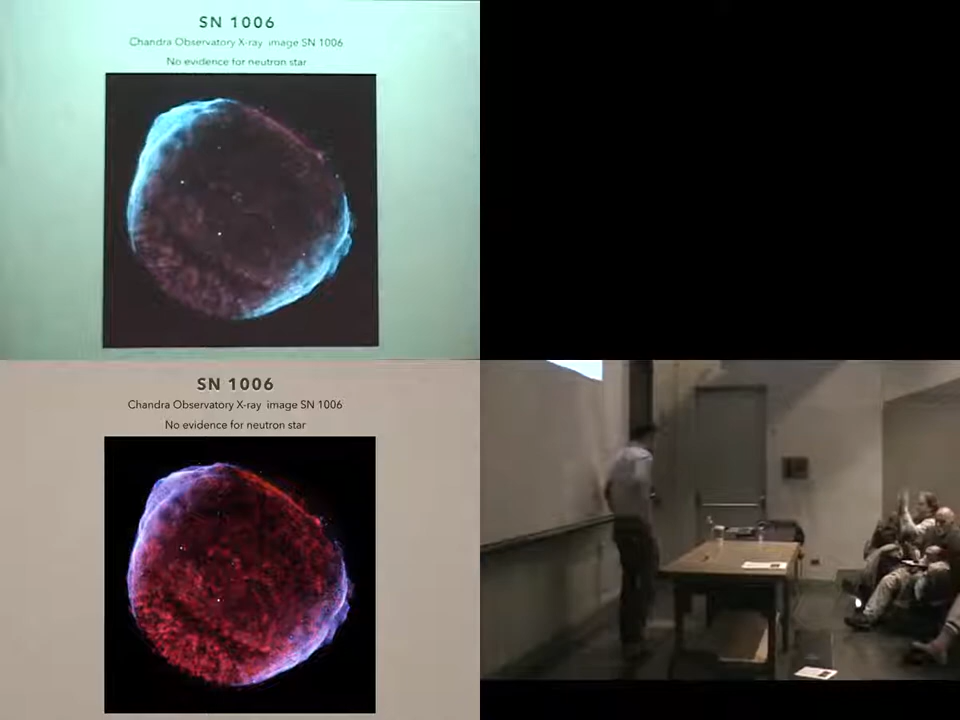 SN 1006
Chandra Observatory X-ray image SN 1006
No evidence for neutron star
SN 1006
Chandra Observatory X-ray image SN 1006
No evidence for neutron star